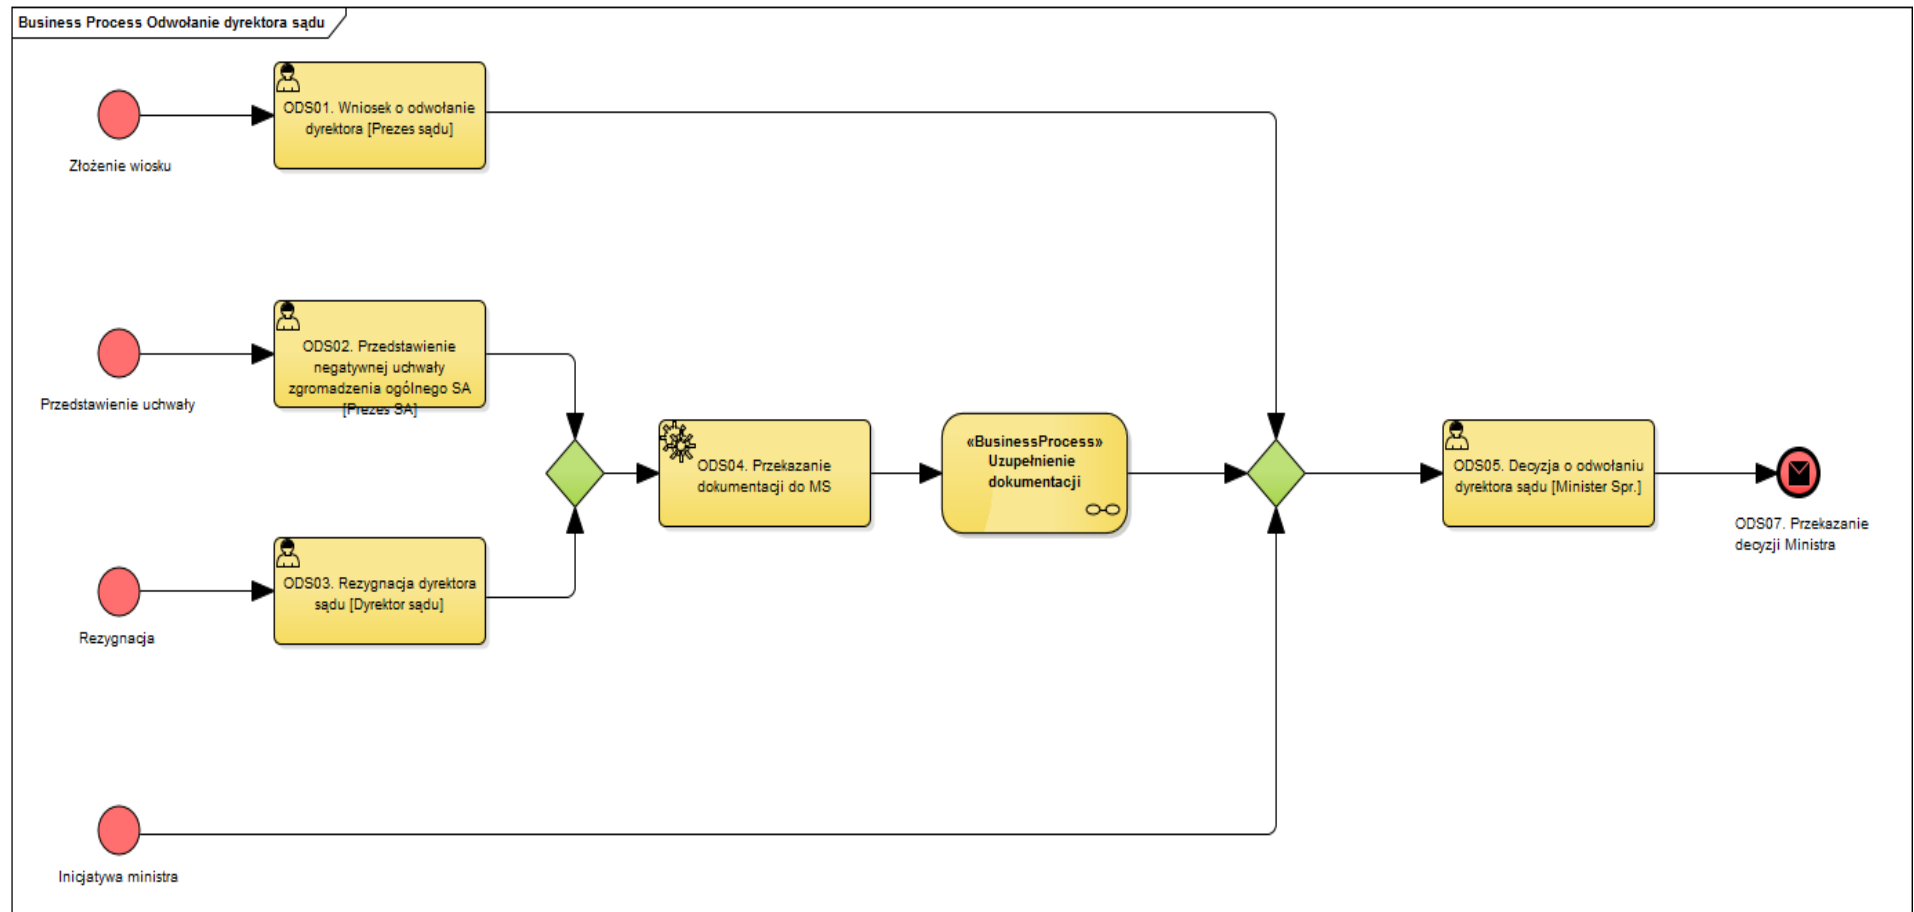 Business Process Odwołanie dyrektora sądu
ODS01. Wniosek o odwołanie
dyrektora [Prezes sądu]
Złożenie wiosku
ODS02. Przedstawienie
negatywnej uchwały
zgromadzenia ogólnego SA
[Prezes SA]
Przedstawienie uchwały
ODS03. Rezygnacja dyrektora
sądu [Dyrektor sądu]
Rezygnacja
ODS04. Przekazanie
dokumentacji do MS
«BusinessProcess»
Uzupełnienie
dokumentacji
ODS05. Decyzja o odwołaniu
dyrektora sądu [Minister Spr.]
ODS07. Przekazanie
decyzji Ministra
Inicjatywa ministra